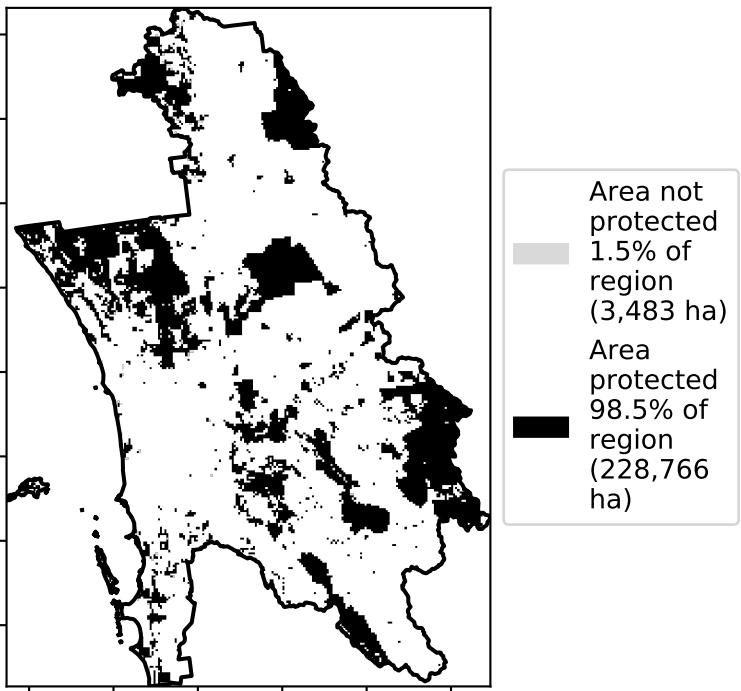 Area not
protected
1.5% of
region
(3,483 ha)
Area
protected
98.5% of
region
(228,766
ha)